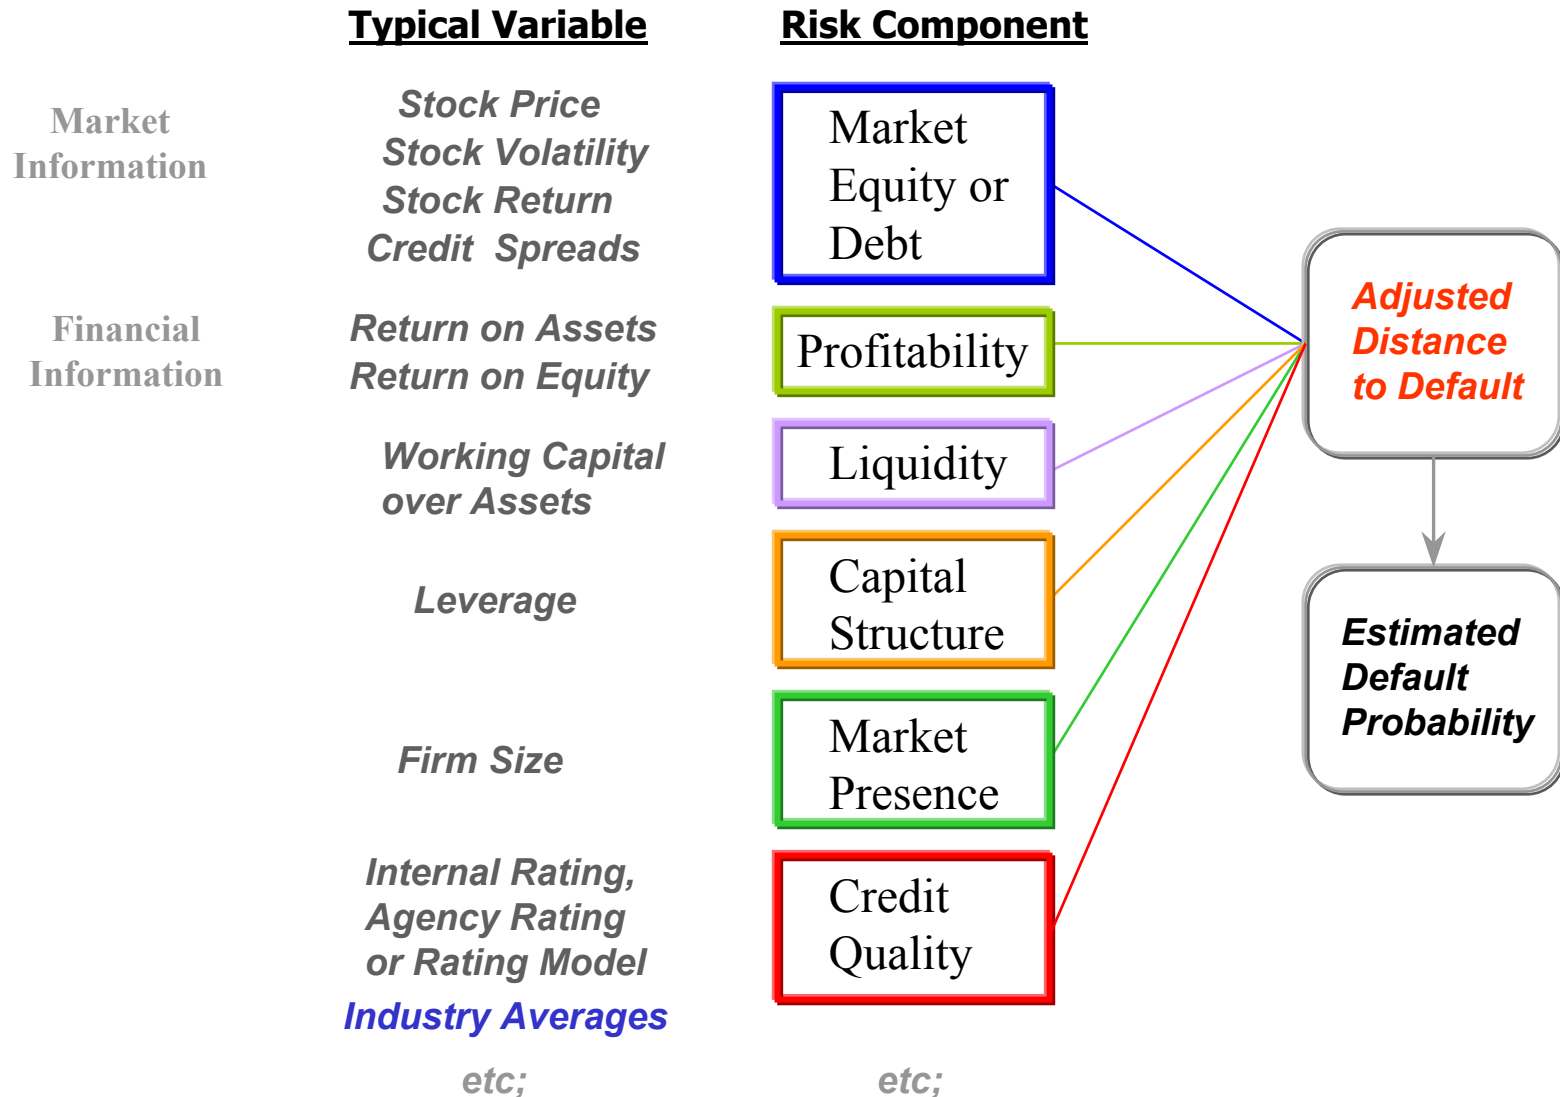 Typical Variable
Risk Component
Market
Information
Stock Price
Stock Volatility
Stock Return
Credit  Spreads
Market
Equity or
Debt
Financial
Information
Return on Assets
Return on Equity
Profitability
Working Capital
over Assets
Liquidity
Leverage
Capital
Structure
Firm Size
Market
Presence
Internal Rating,
Agency Rating
or Rating Model
Industry Averages
Credit
Quality
etc;
etc;
Adjusted
Distance
to Default
Estimated
Default
Probability